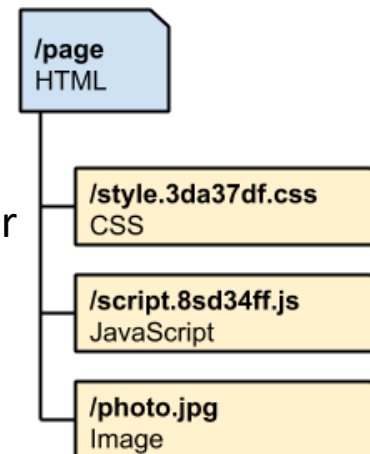 /page
HTML
/style.3da37df.css
r
CSS
/script.8sd34ff.js
JavaScript
/photo.jpg
Image